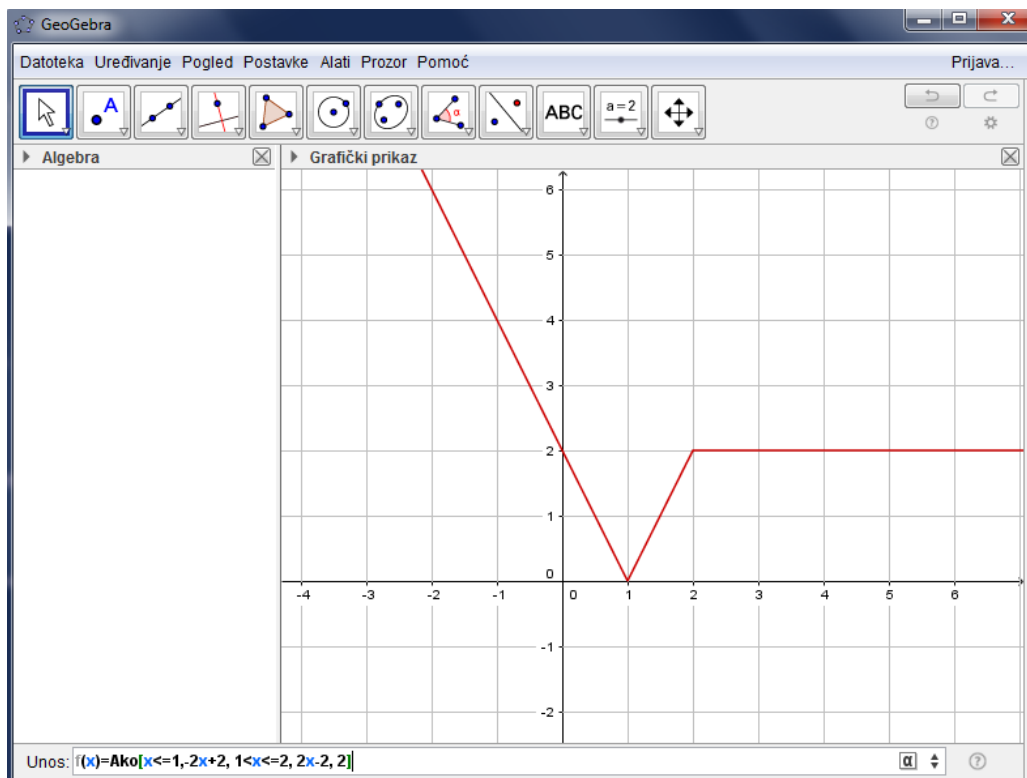 GeoGebra
Datoteka Uređivanje Pogled Postavke Alati Prozor Pomoć Prijava...
A α ABC a = 2
Algebra Grafički prikaz
6
5
4
3
2
1
0
-4 -3 -2 -1 0 1 2 3 4 5 6
-1
-2
Unos: f(x)=Ako[x<=1,-2x+2, 1<x<=2, 2x-2, 2] α